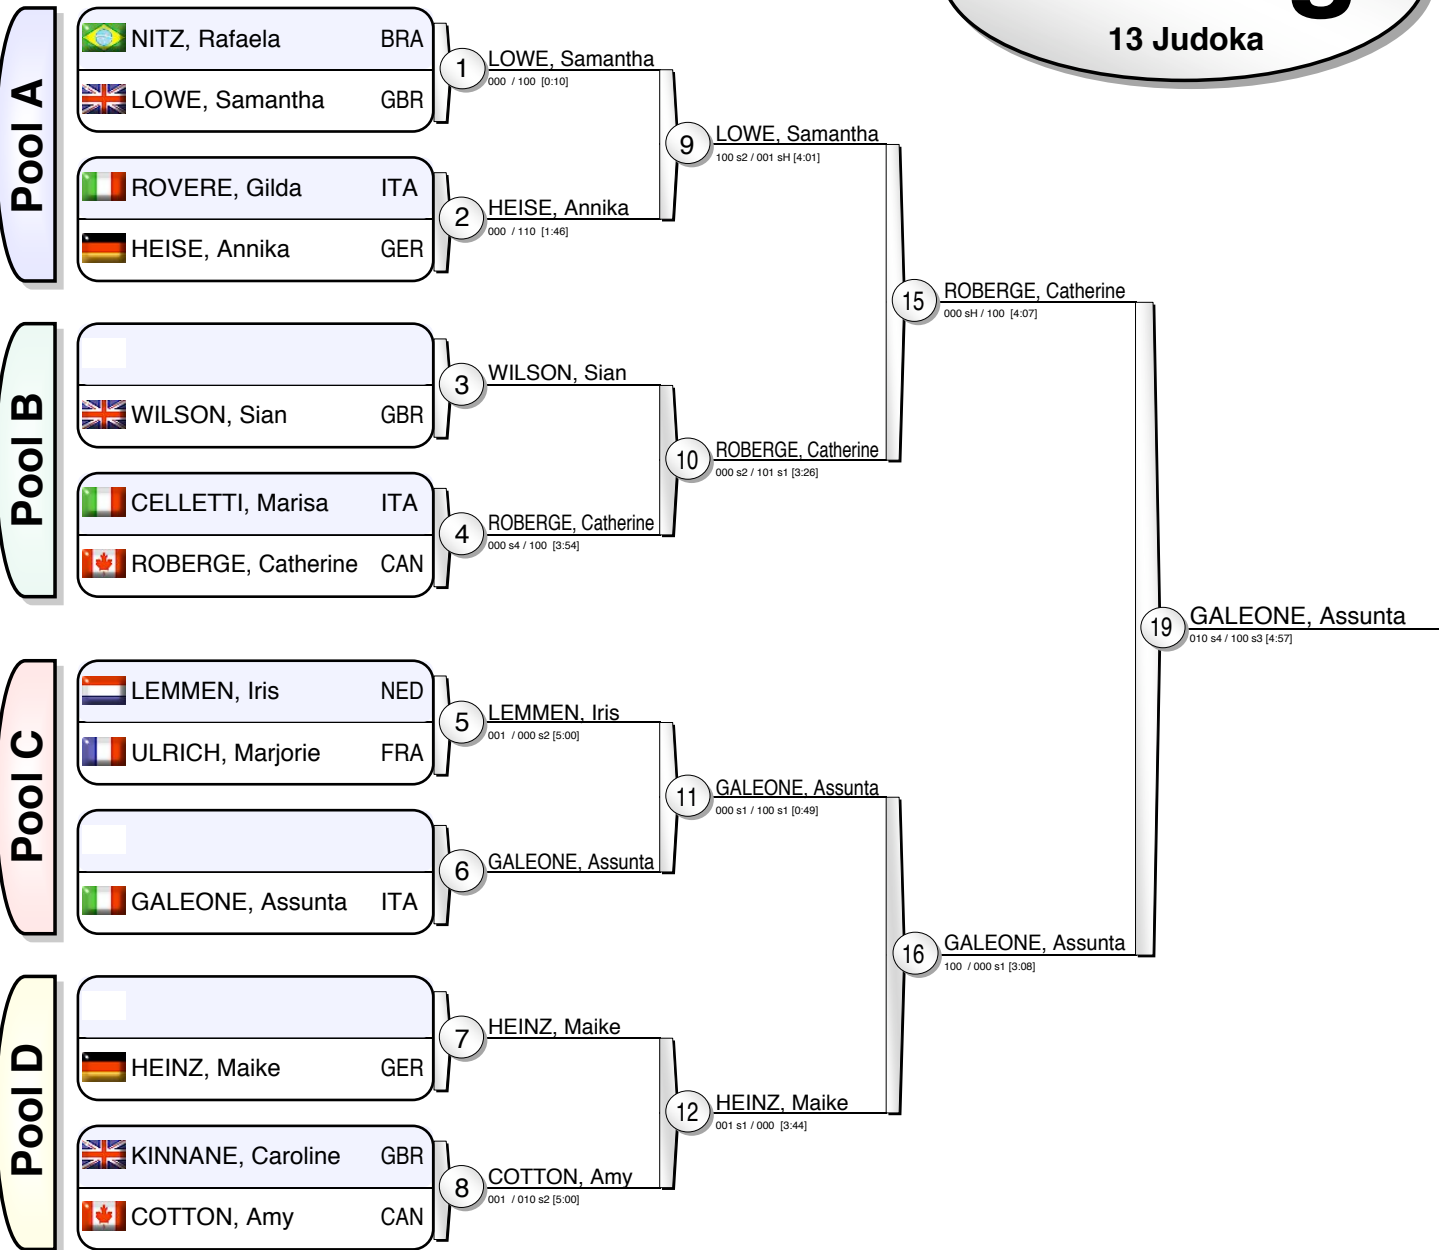 13 Judoka
Pool A
NITZ, Rafaela BRA
LOWE, Samantha GBR
1
LOWE, Samantha
000 / 100 [0:10]
ROVERE, Gilda ITA
HEISE, Annika GER
2
HEISE, Annika
000 / 110 [1:46]
9
LOWE, Samantha
100 s2 / 001 sH [4:01]
Pool B
WILSON, Sian GBR
3
WILSON, Sian
CELLETTI, Marisa ITA
ROBERGE, Catherine CAN
4
ROBERGE, Catherine
000 s4 / 100 [3:54]
10
ROBERGE, Catherine
000 s2 / 101 s1 [3:26]
15
ROBERGE, Catherine
000 sH / 100 [4:07]
Pool C
LEMMEN, Iris NED
ULRICH, Marjorie FRA
5
LEMMEN, Iris
001 / 000 s2 [5:00]
GALEONE, Assunta ITA
6
GALEONE, Assunta
11
GALEONE, Assunta
000 s1 / 100 s1 [0:49]
Pool D
HEINZ, Maike GER
7
HEINZ, Maike
KINNANE, Caroline GBR
COTTON, Amy CAN
8
COTTON, Amy
001 / 010 s2 [5:00]
12
HEINZ, Maike
001 s1 / 000 [3:44]
16
GALEONE, Assunta
100 / 000 s1 [3:08]
19
GALEONE, Assunta
010 s4 / 100 s3 [4:57]